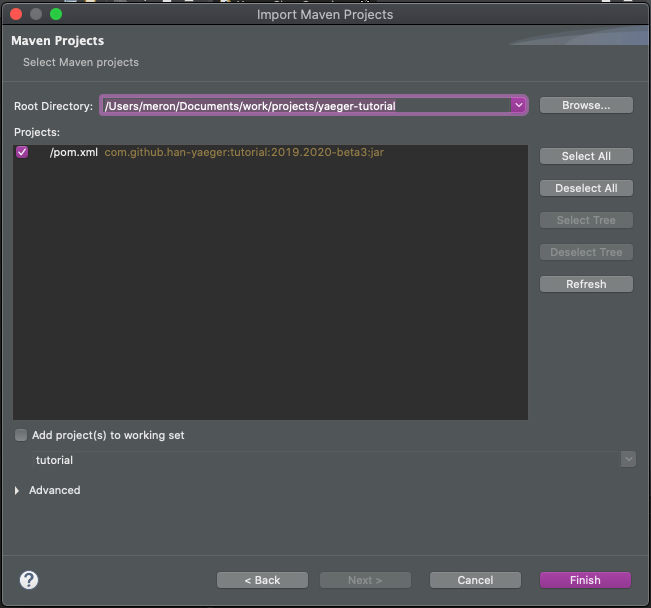 Import Maven Projects
Maven Projects
Select Maven projects
Root Directory: /Users/meron/Documents/work/projects/yaeger-tutorial Browse...
Projects:
/pom.xml com.github.han-yaeger:tutorial:2019.2020-beta3:jar
Select All
Deselect All
Select Tree
Deselect Tree
Refresh
Add project(s) to working set
tutorial
Advanced
? < Back Next > Cancel Finish